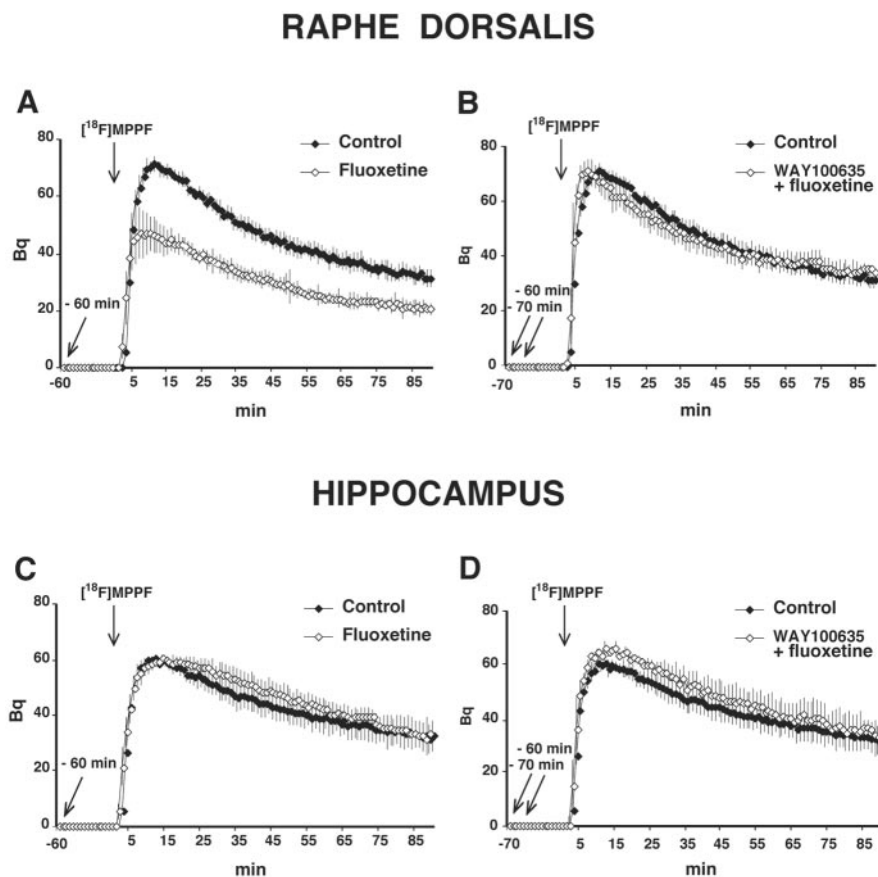 RAPHE DORSALIS
A
[¹⁸F]MPPF
Control
Fluoxetine
80
60
40
20
0
Bq
- 60 min
-60 5 15 25 35 45 55 65 75 85
min
B
[¹⁸F]MPPF
Control
WAY100635
+ fluoxetine
80
60
40
20
0
Bq
- 60 min
- 70 min
-70 5 15 25 35 45 55 65 75 85
min
HIPPOCAMPUS
C
[¹⁸F]MPPF
Control
Fluoxetine
80
60
40
20
0
Bq
- 60 min
-60 5 15 25 35 45 55 65 75 85
min
D
[¹⁸F]MPPF
Control
WAY100635
+ fluoxetine
80
60
40
20
0
Bq
- 60 min
- 70 min
-70 5 15 25 35 45 55 65 75 85
min